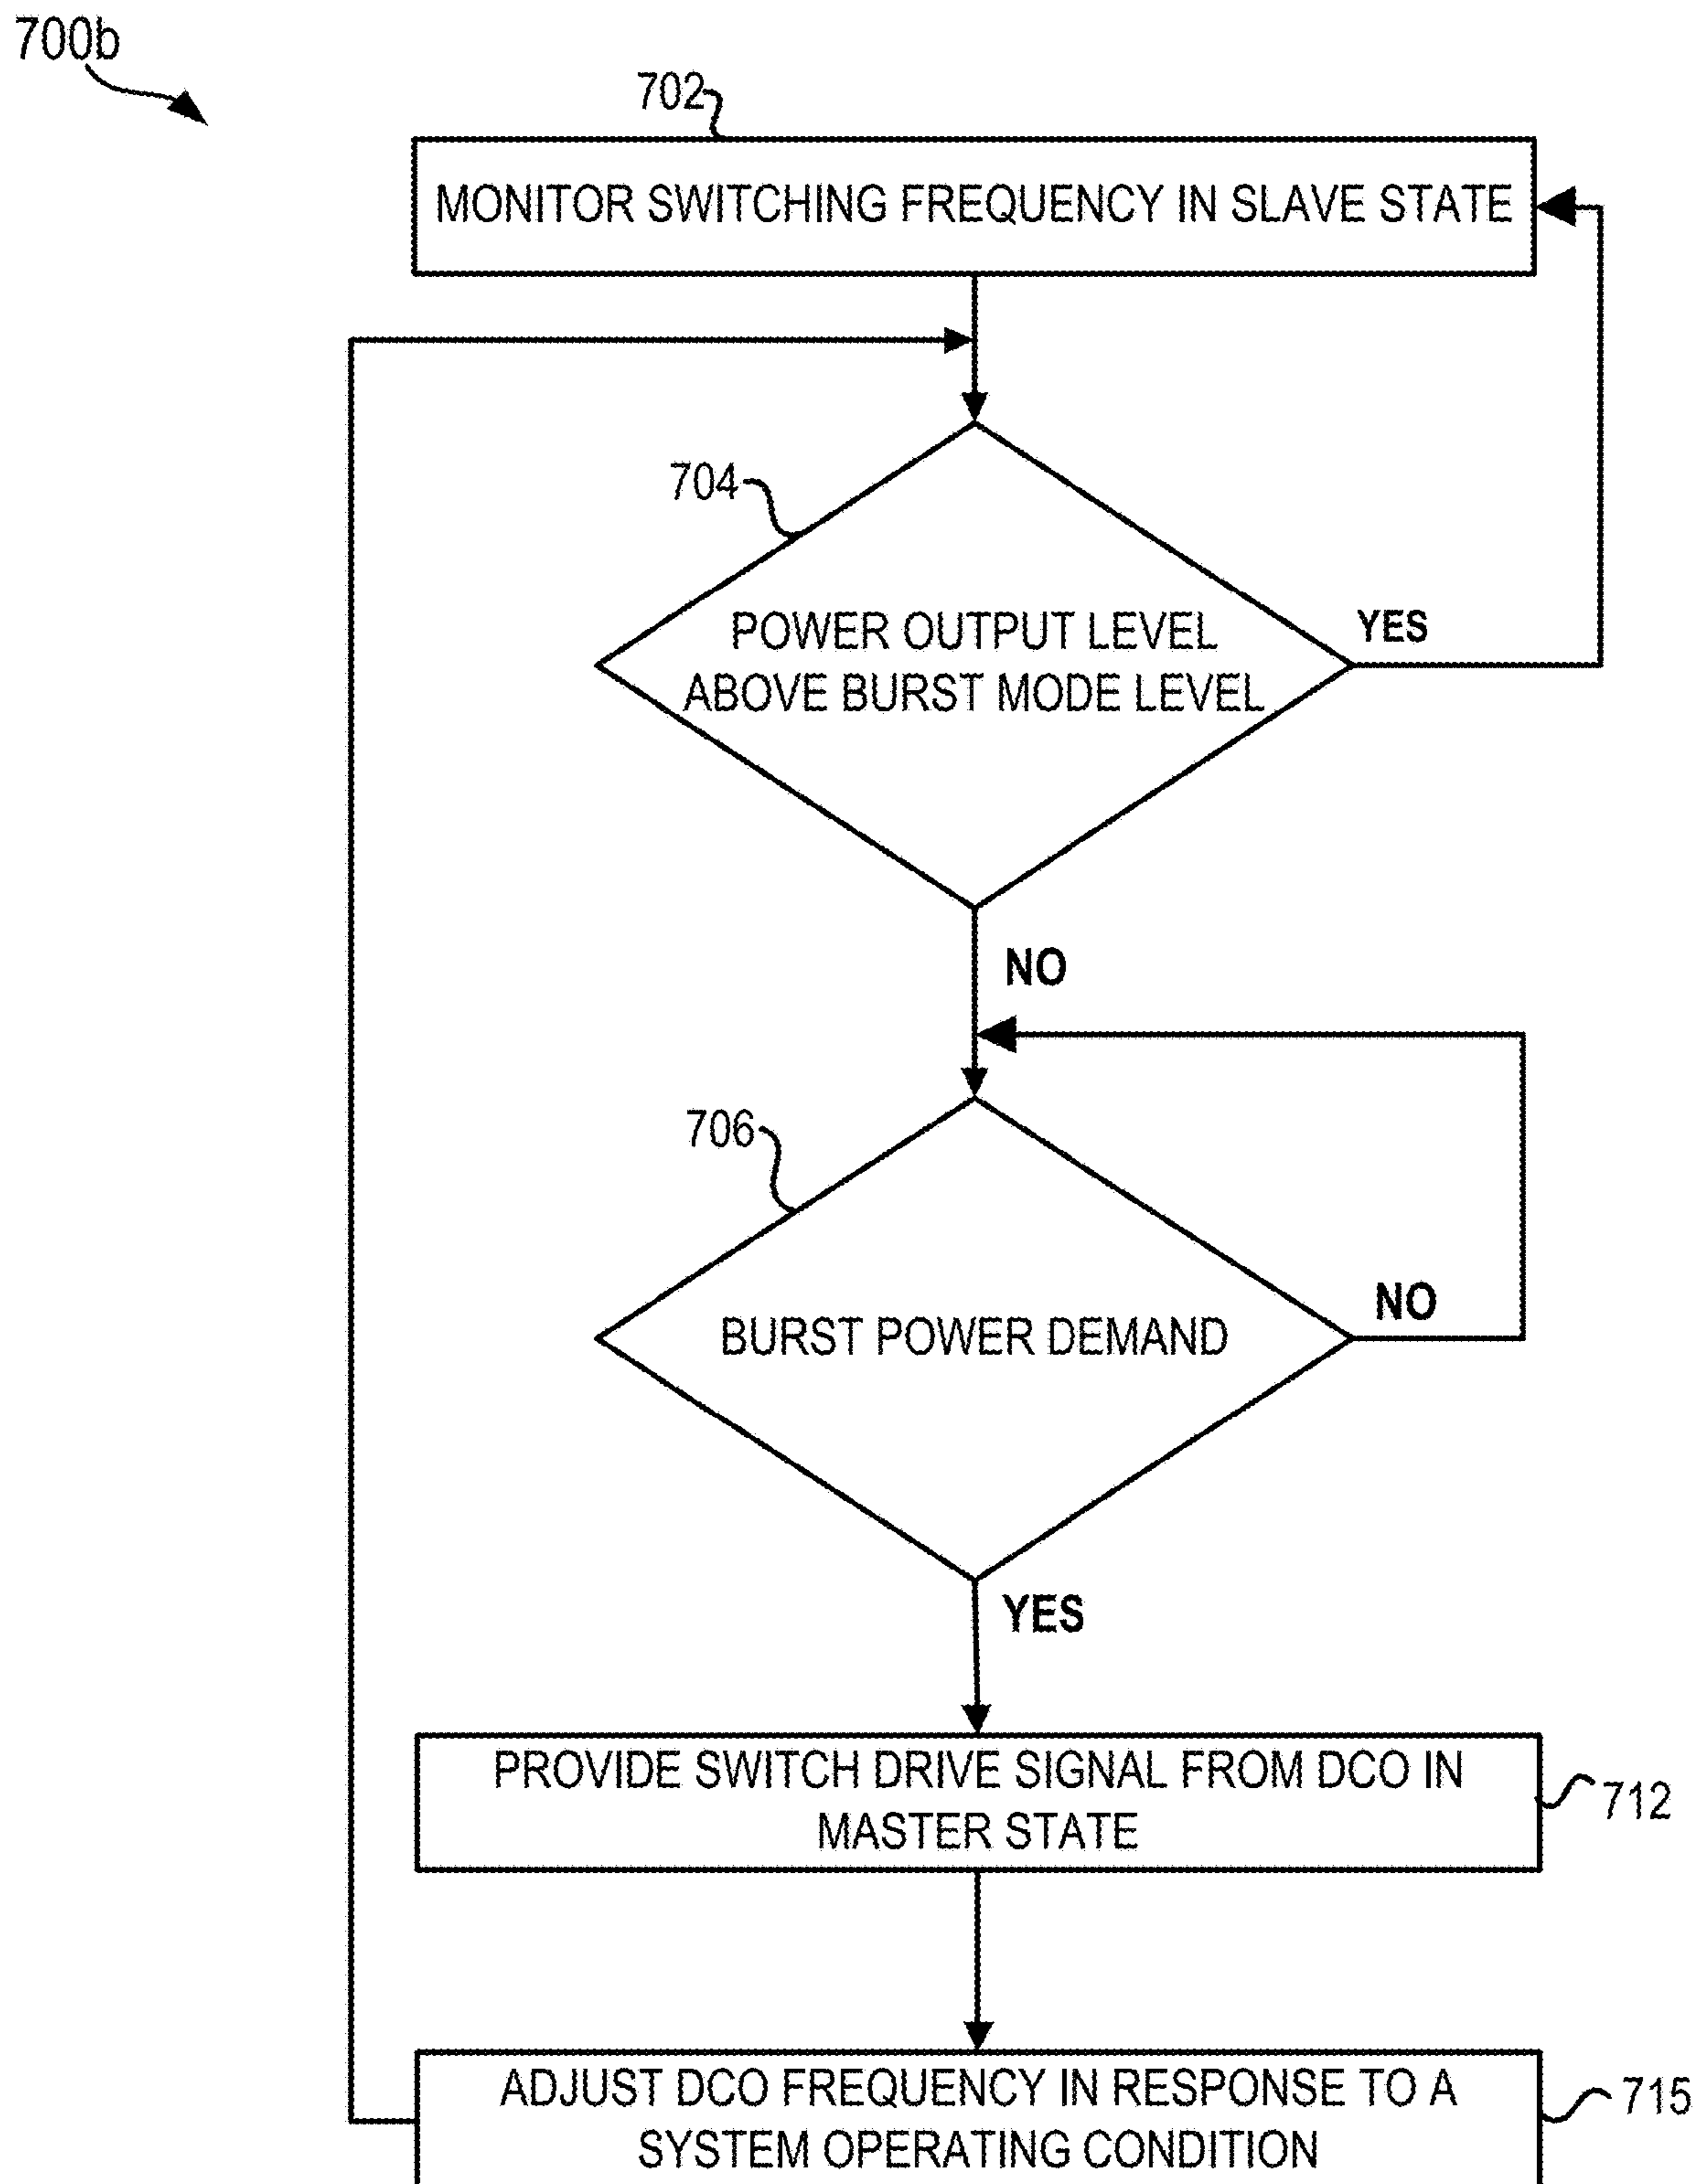 700b
702
MONITOR SWITCHING FREQUENCY IN SLAVE STATE
704
POWER OUTPUT LEVEL
ABOVE BURST MODE LEVEL
YES
NO
706
BURST POWER DEMAND
NO
YES
PROVIDE SWITCH DRIVE SIGNAL FROM DCO IN
MASTER STATE
712
ADJUST DCO FREQUENCY IN RESPONSE TO A
SYSTEM OPERATING CONDITION
715